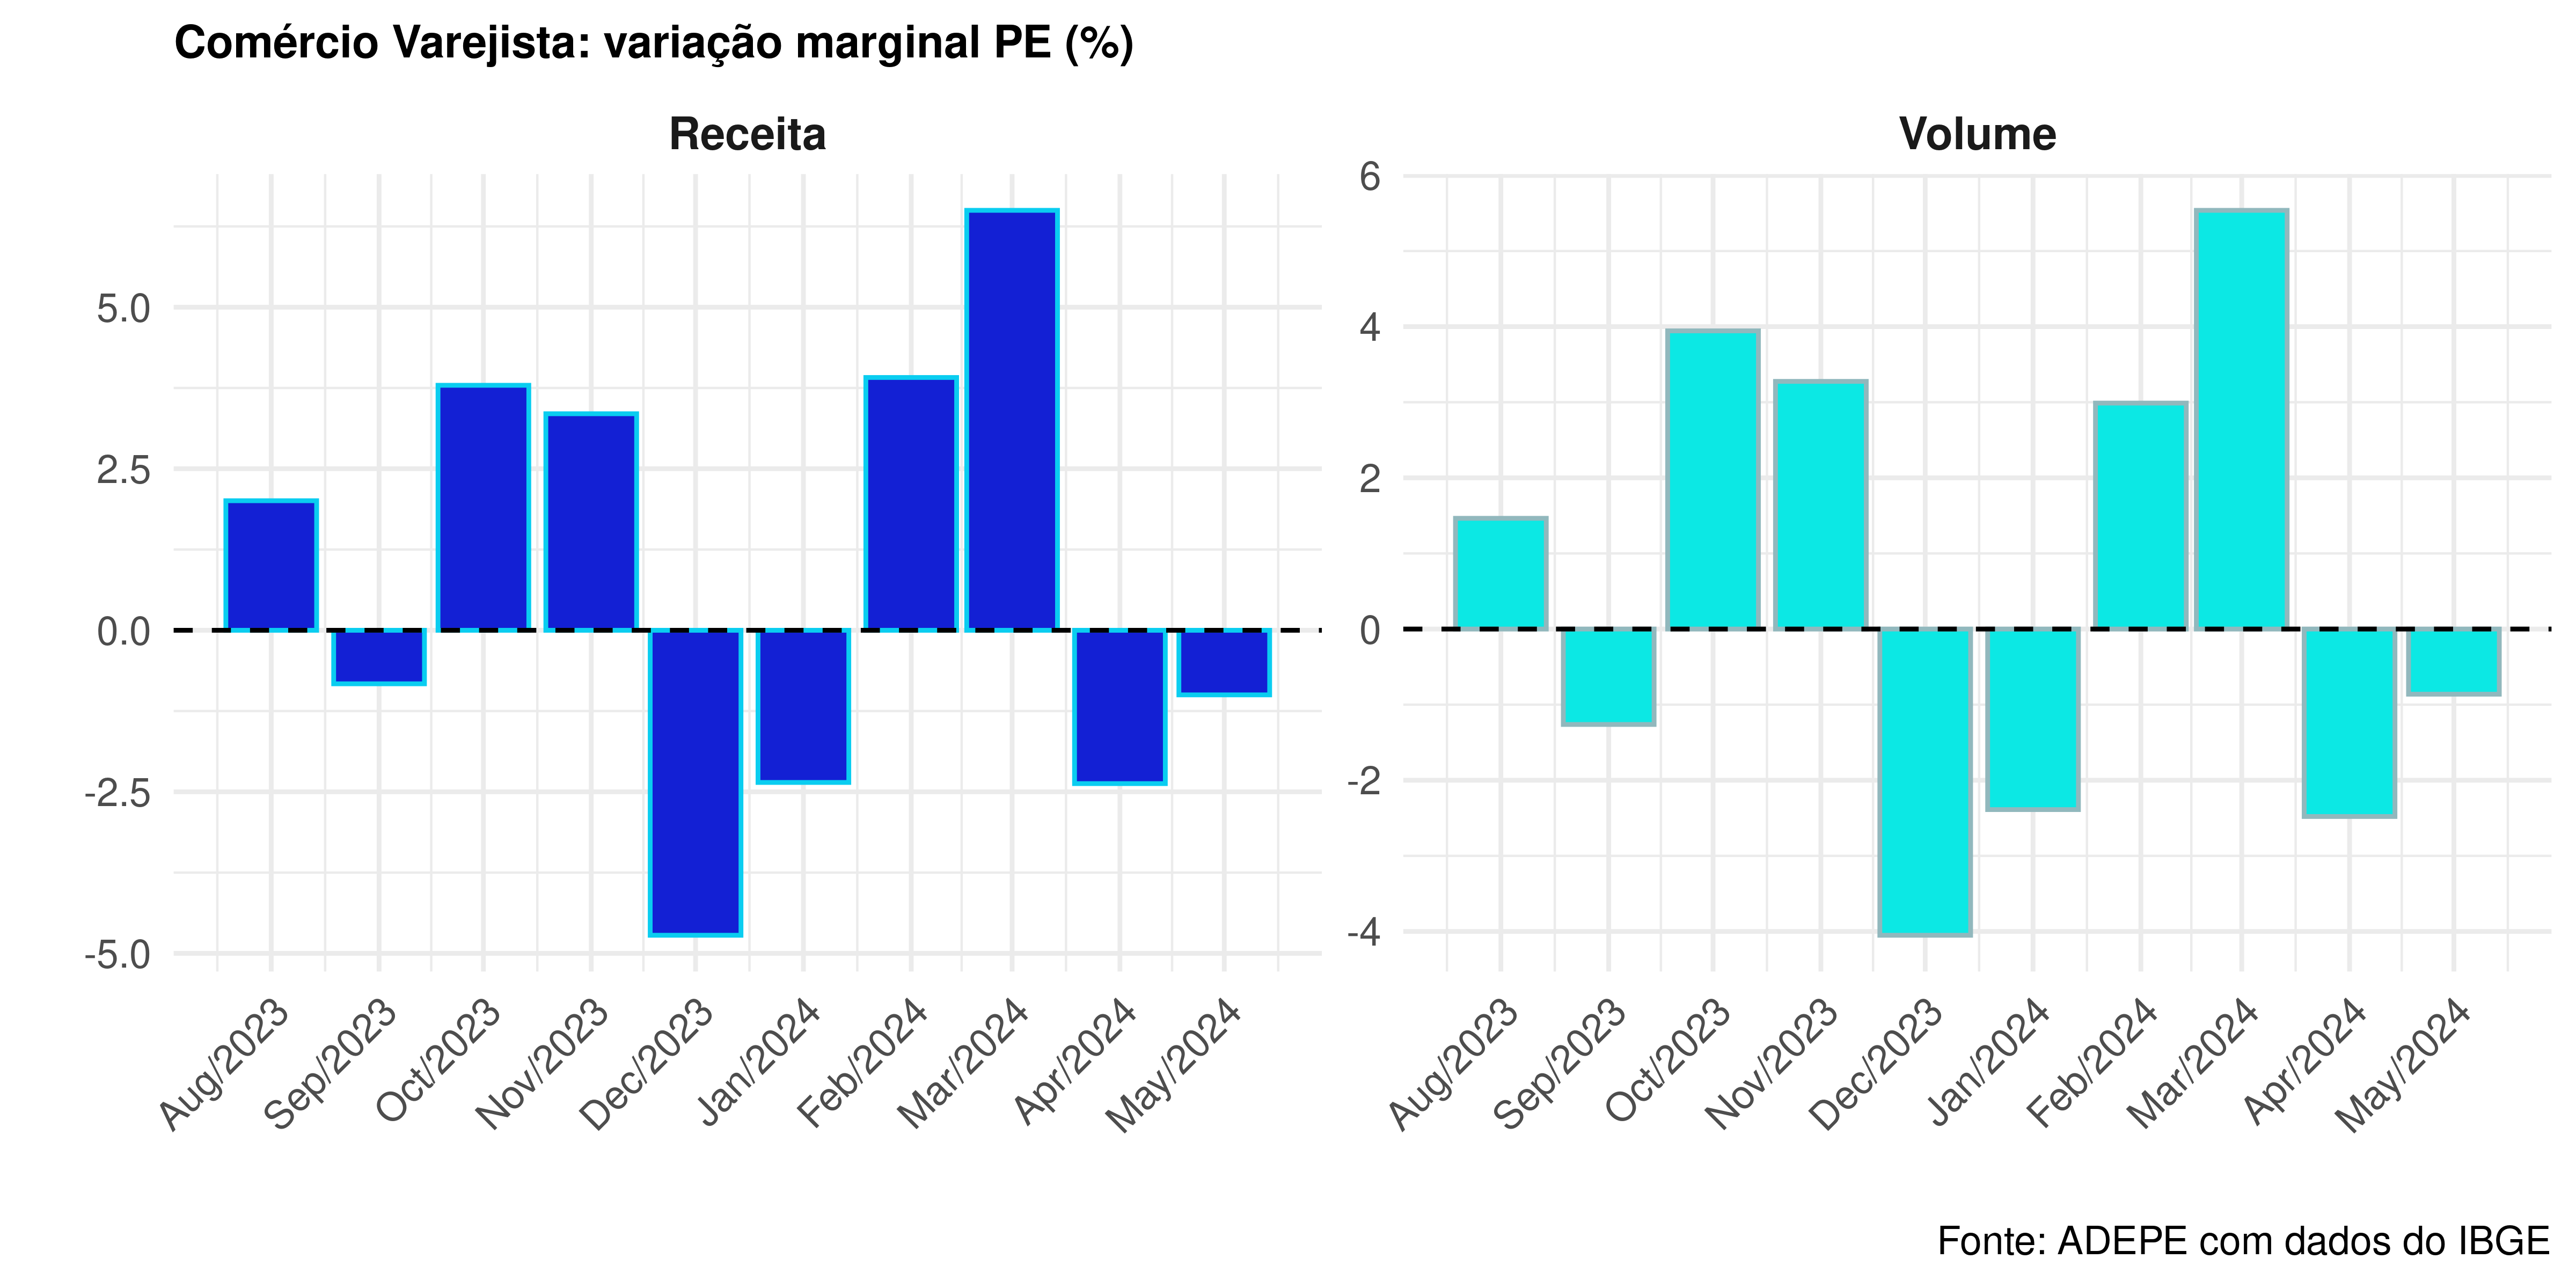 Comércio Varejista: variação marginal PE (%)
Receita
5.0
2.5
0.0
-2.5
-5.0
Aug/2023
Sep/2023
Oct/2023
Nov/2023
Dec/2023
Jan/2024
Feb/2024
Mar/2024
Apr/2024
May/2024
Volume
6
4
2
0
-2
-4
Aug/2023
Sep/2023
Oct/2023
Nov/2023
Dec/2023
Jan/2024
Feb/2024
Mar/2024
Apr/2024
May/2024
Fonte: ADEPE com dados do IBGE